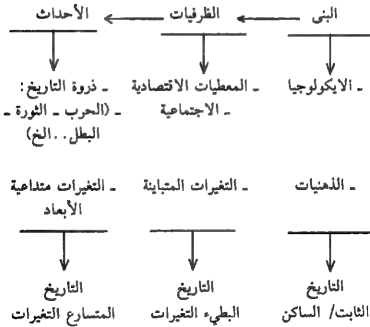 البنى الظرفيات الأحداث
ـ الايكولوجيا ـ المعطيات الاقتصادية ـ ذروة التاريخ:
ـ الاجتماعية ـ (الحرب ـ الثورة ـ
البطل..الخ)
ـ الذهنيات ـ التغيرات المتباينة ـ التغيرات متداعية
الأبعاد
التاريخ التاريخ التاريخ
الثابت/ الساكن البطيء التغيرات المتسارع التغيرات